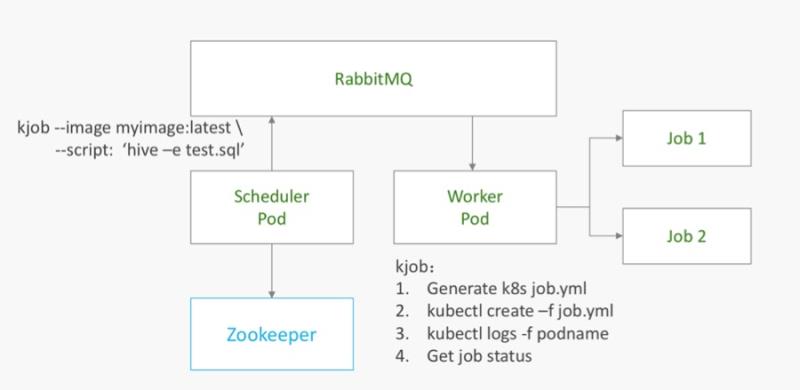 RabbitMQ
kjob --image myimage:latest \
--script: ‘hive –e test.sql’
Job 1
Scheduler
Pod
Worker
Pod
Job 2
kjob：
1. Generate k8s job.yml
2. kubectl create –f job.yml
3. kubectl logs -f podname
4. Get job status
Zookeeper